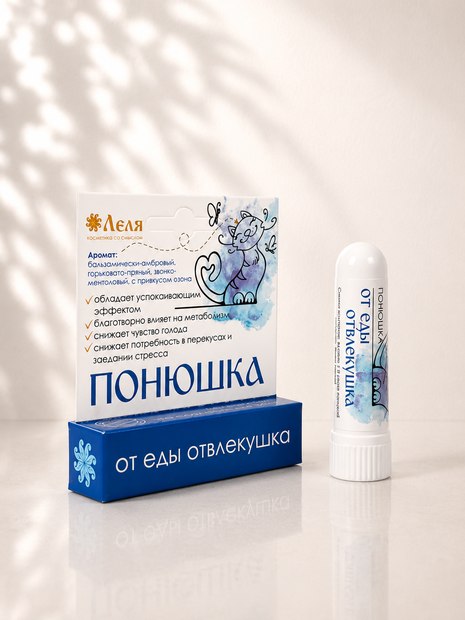 Леля
косметика со смыслом
Аромат:
бальзамически-амбровый,
горьковато-пряный, звонко-
ментоловый, с привкусом озона
обладает успокаивающим
эффектом
благотворно влияет на метаболизм
снижает чувство голода
снижает потребность в перекусах и
заедании стресса
ПОНЮШКА
от еды отвлекушка
ПОНЮШКА
от еды
отвлекушка